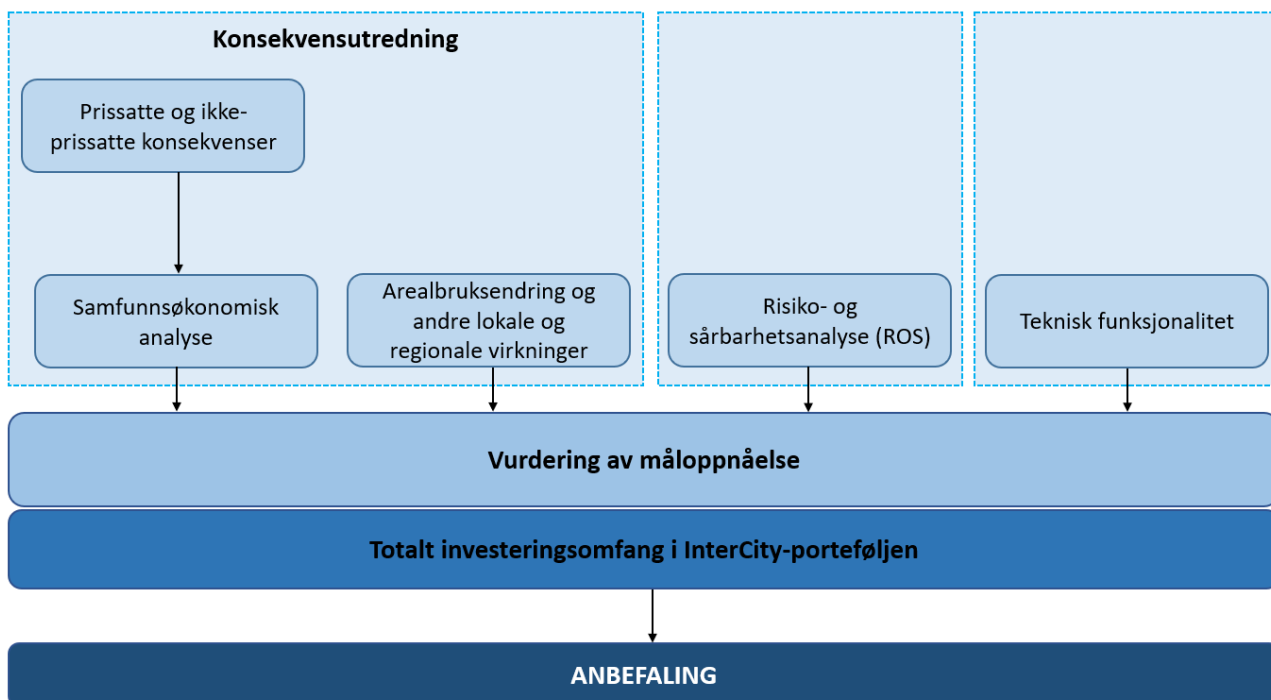 Konsekvensutredning
Prissatte og ikke-
prissatte konsekvenser
Samfunnsøkonomisk
analyse
Arealbruksendring og
andre lokale og
regionale virkninger
Risiko- og
sårbarhetsanalyse (ROS)
Teknisk funksjonalitet
Vurdering av måloppnåelse
Totalt investeringsomfang i InterCity-porteføljen
ANBEFALING